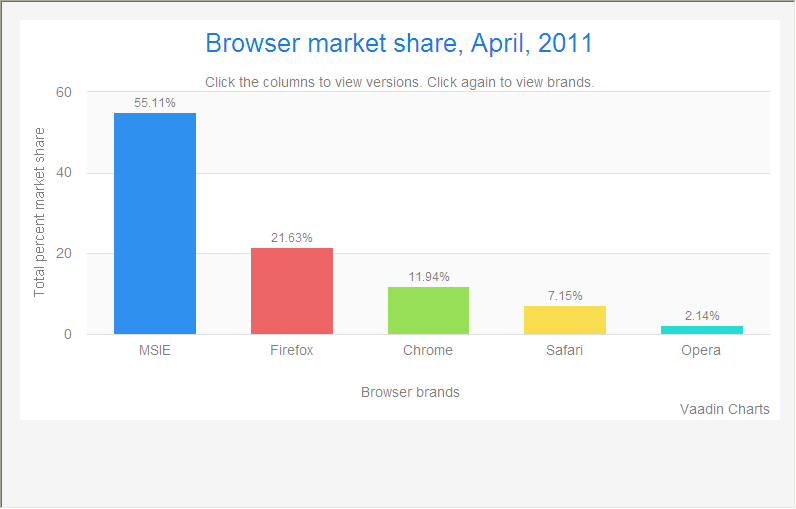 Browser market share, April, 2011
Click the columns to view versions. Click again to view brands.
Total percent market share
60
40
20
0
55.11%
21.63%
11.94%
7.15%
2.14%
MSIE
Firefox
Chrome
Safari
Opera
Browser brands
Vaadin Charts